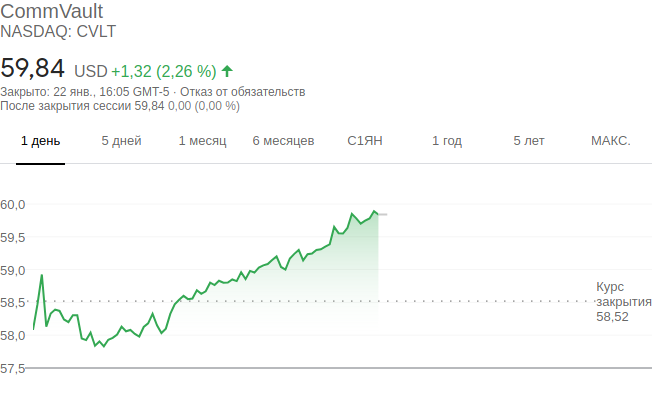 CommVault
NASDAQ: CVLT
59,84 USD +1,32 (2,26 %)
Закрыто: 22 янв., 16:05 GMT-5 · Отказ от обязательств
После закрытия сессии 59,84 0,00 (0,00 %)
1 день 5 дней 1 месяц 6 месяцев С1ЯН 1 год 5 лет МАКС.
60,0
59,5
59,0
58,5
58,0
57,5
Курс
закрытия
58,52